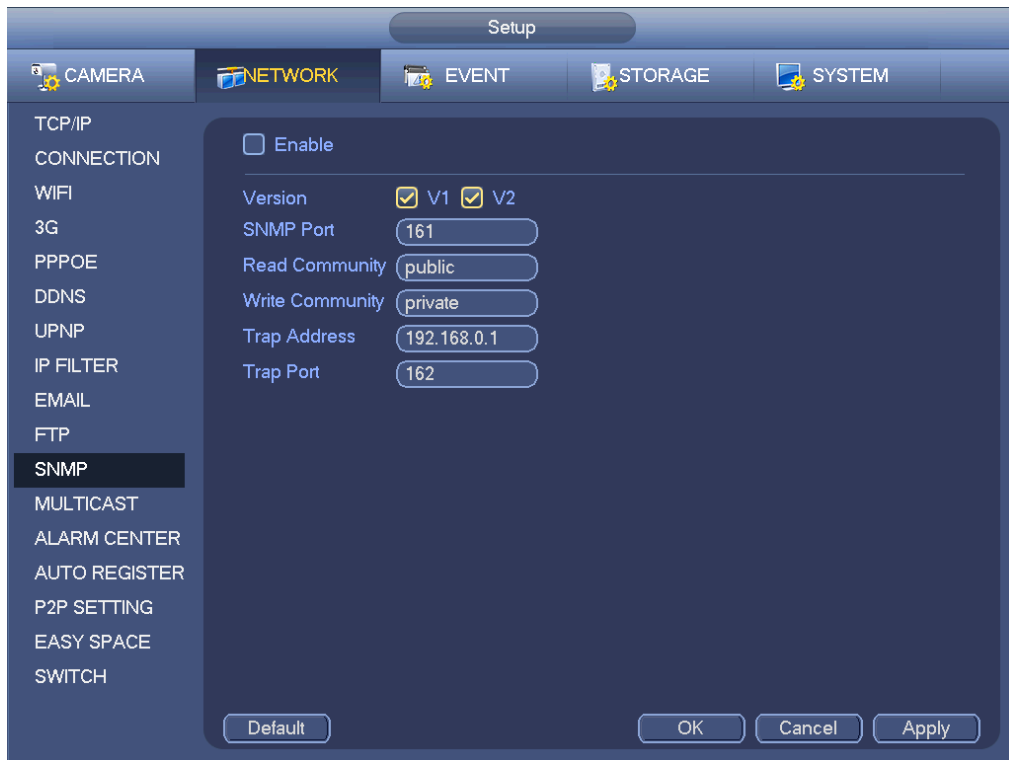 Setup
CAMERA NETWORK EVENT STORAGE SYSTEM
TCP/IP
CONNECTION
WIFI
3G
PPPOE
DDNS
UPNP
IP FILTER
EMAIL
FTP
SNMP
MULTICAST
ALARM CENTER
AUTO REGISTER
P2P SETTING
EASY SPACE
SWITCH
Enable
Version V1 V2
SNMP Port 161
Read Community public
Write Community private
Trap Address 192.168.0.1
Trap Port 162
Default OK Cancel Apply